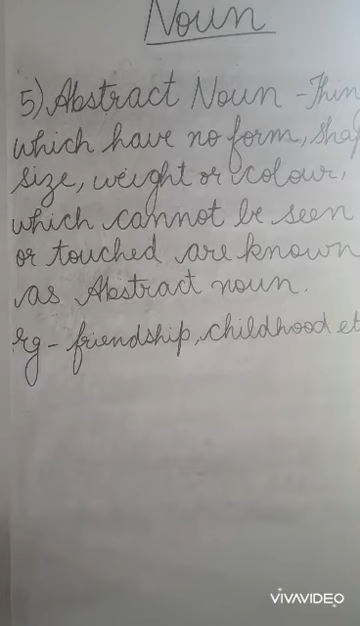 Noun
5) Abstract Noun - Thin
which have no form, shap
size, weight or colour,
which cannot be seen
or touched are known
as Abstract noun.
eg - friendship, childhood et
VIVAVIDEO